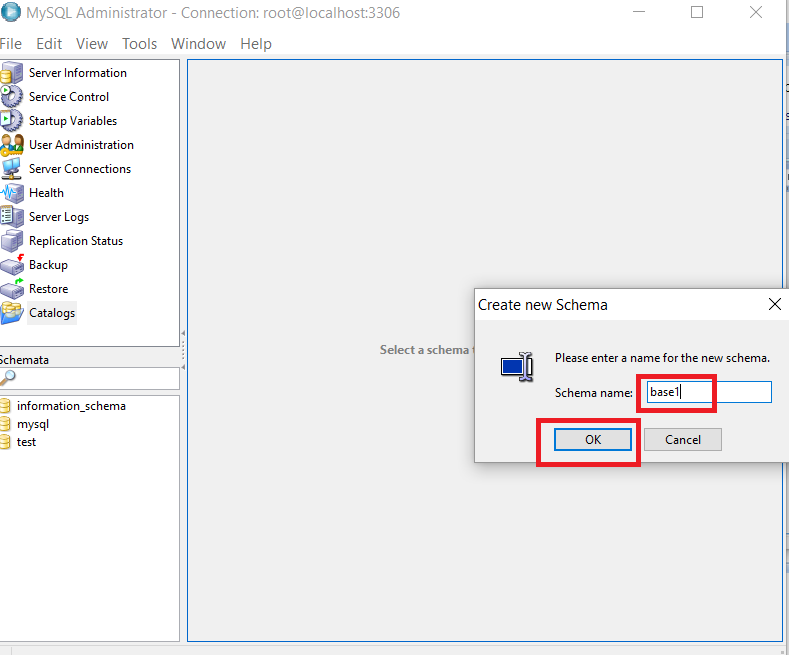 MySQL Administrator - Connection: root@localhost:3306
File Edit View Tools Window Help
Server Information
Service Control
Startup Variables
User Administration
Server Connections
Health
Server Logs
Replication Status
Backup
Restore
Catalogs
Schemata
information_schema
mysql
test
Select a schema
Create new Schema
Please enter a name for the new schema.
Schema name: base1
OK Cancel